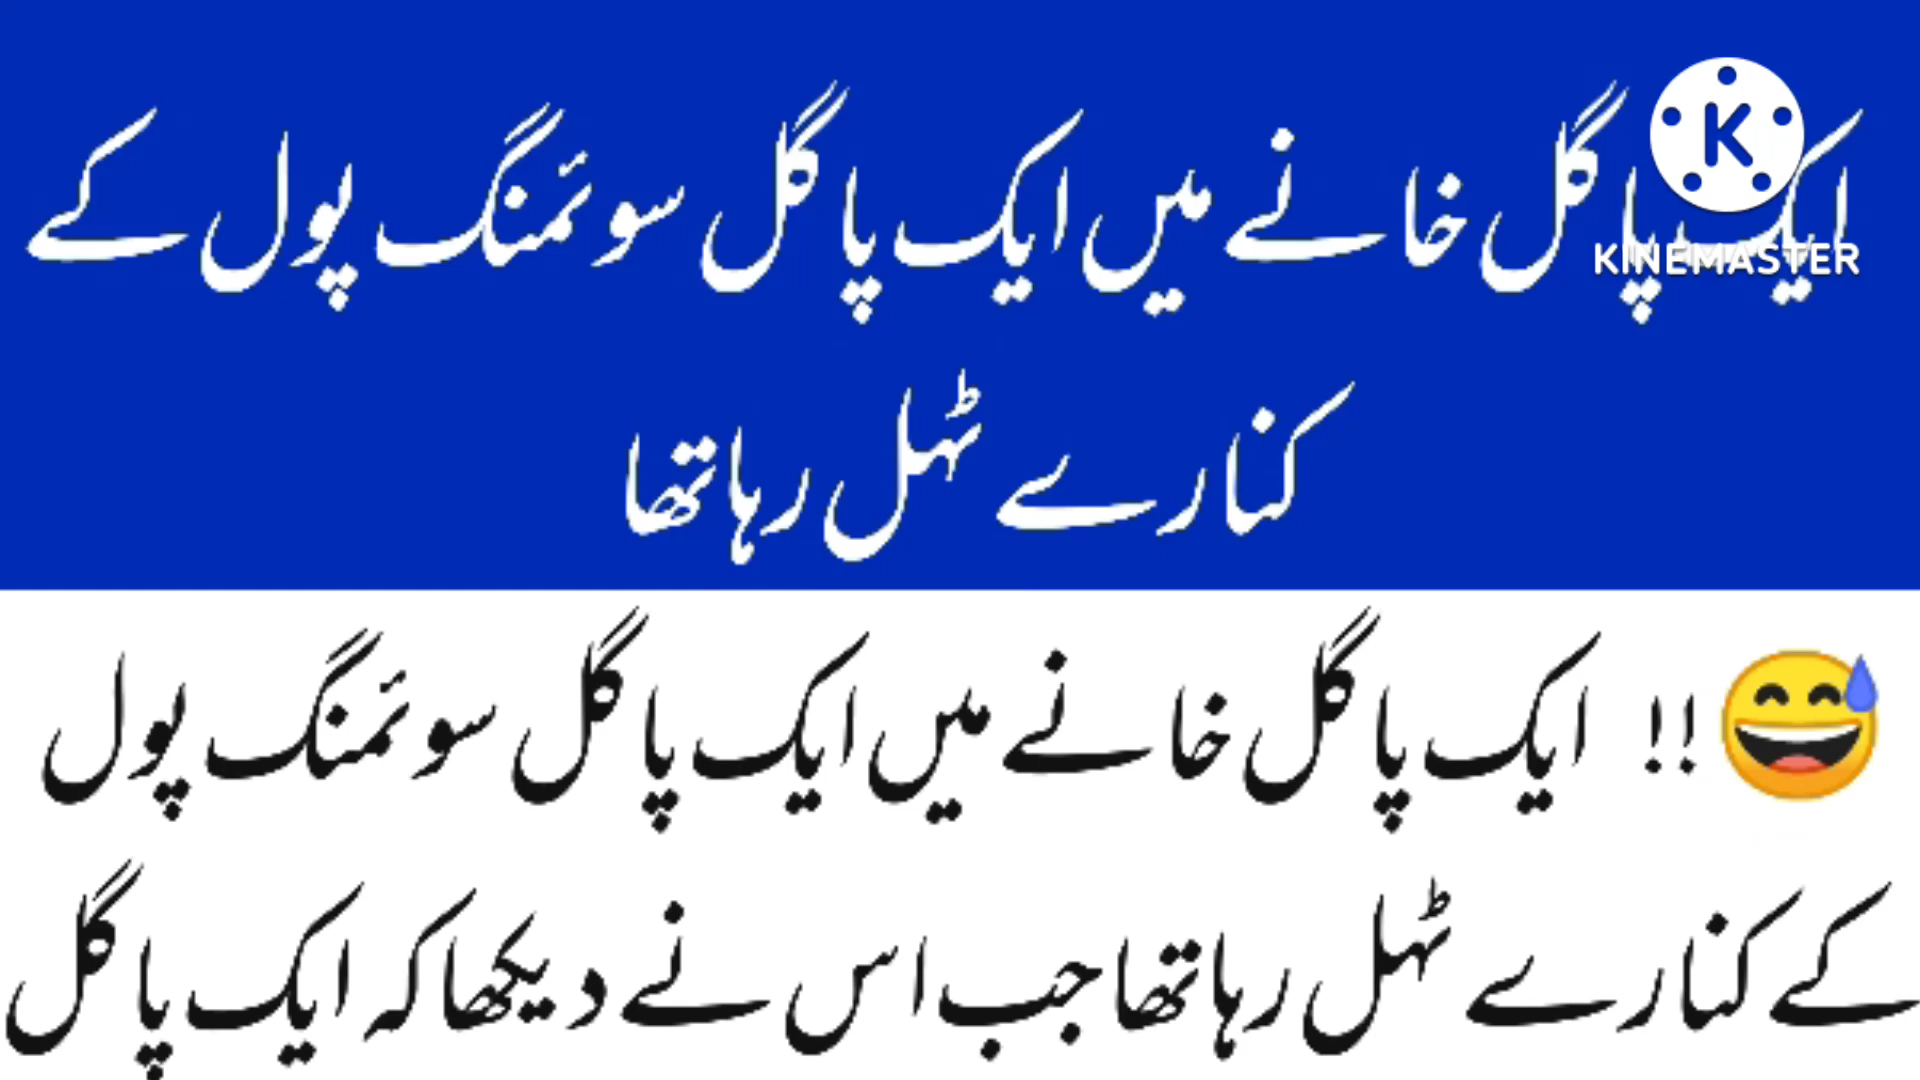 ایک پاگل خانے میں ایک پاگل سوئمنگ پول کے
KINEMASTER
کنارے ٹہل رہا تھا
😅 !! ایک پاگل خانے میں ایک پاگل سوئمنگ پول
کے کنارے ٹہل رہا تھا جب اس نے دیکھا کہ ایک پاگل